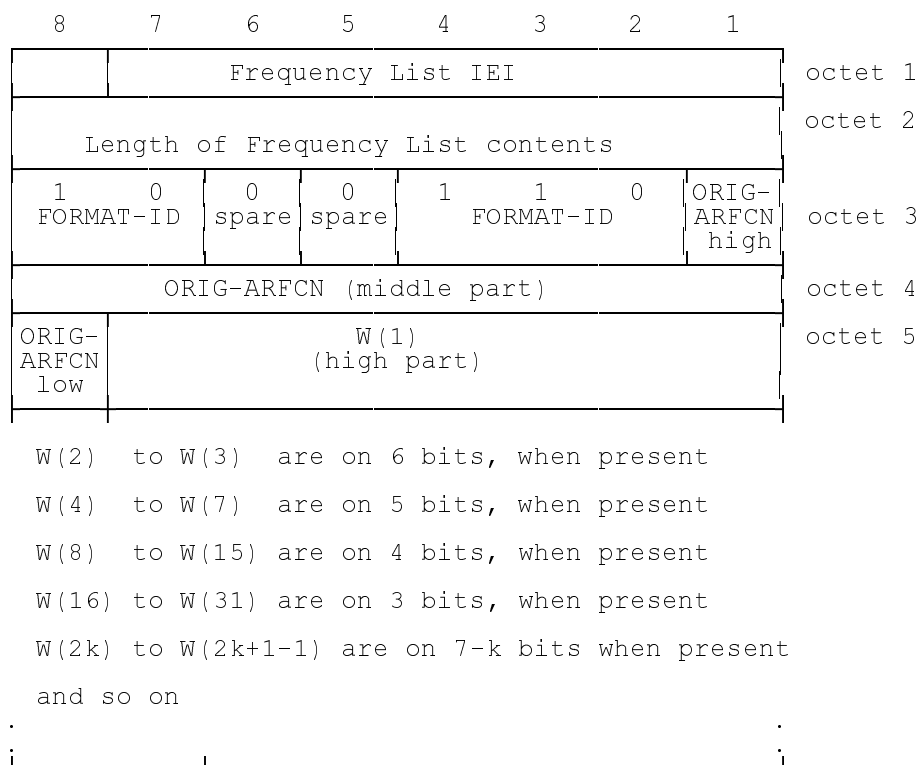 8 7 6 5 4 3 2 1
Frequency List IEI octet 1
octet 2
Length of Frequency List contents
1 0 0 0 1 1 0 ORIG-
FORMAT-ID spare spare FORMAT-ID ARFCN octet 3
high
ORIG-ARFCN (middle part) octet 4
ORIG- W(1) octet 5
ARFCN (high part)
low
W(2) to W(3) are on 6 bits, when present
W(4) to W(7) are on 5 bits, when present
W(8) to W(15) are on 4 bits, when present
W(16) to W(31) are on 3 bits, when present
W(2k) to W(2k+1-1) are on 7-k bits when present
and so on
. .
. .